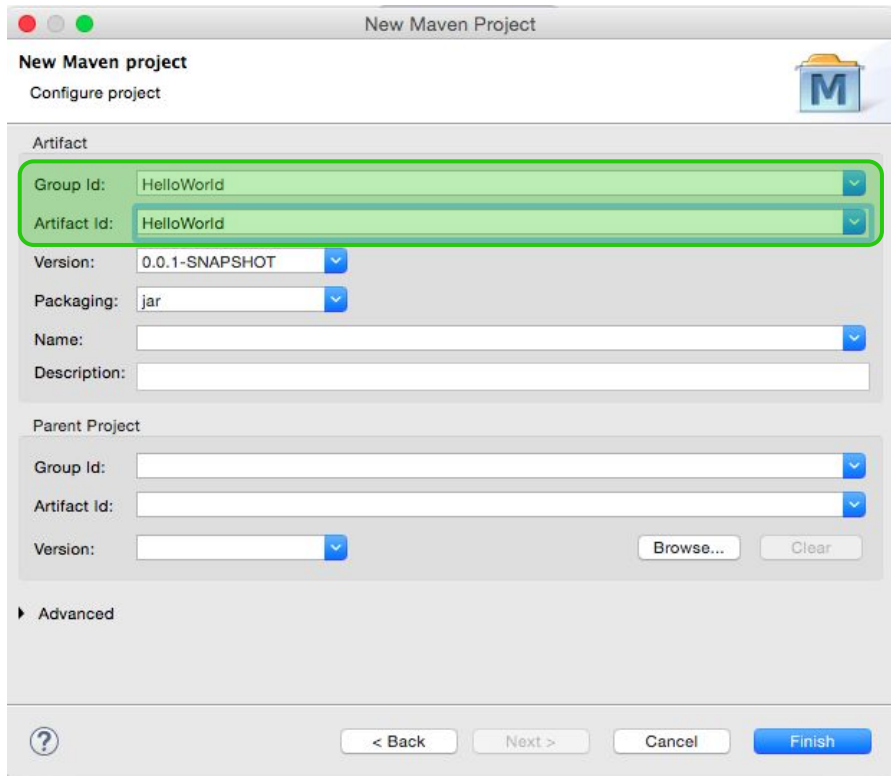 New Maven Project
New Maven project
Configure project
M
Artifact
Group Id: HelloWorld
Artifact Id: HelloWorld
Version: 0.0.1-SNAPSHOT
Packaging: jar
Name:
Description:
Parent Project
Group Id:
Artifact Id:
Version: Browse... Clear
Advanced
? < Back Next > Cancel Finish